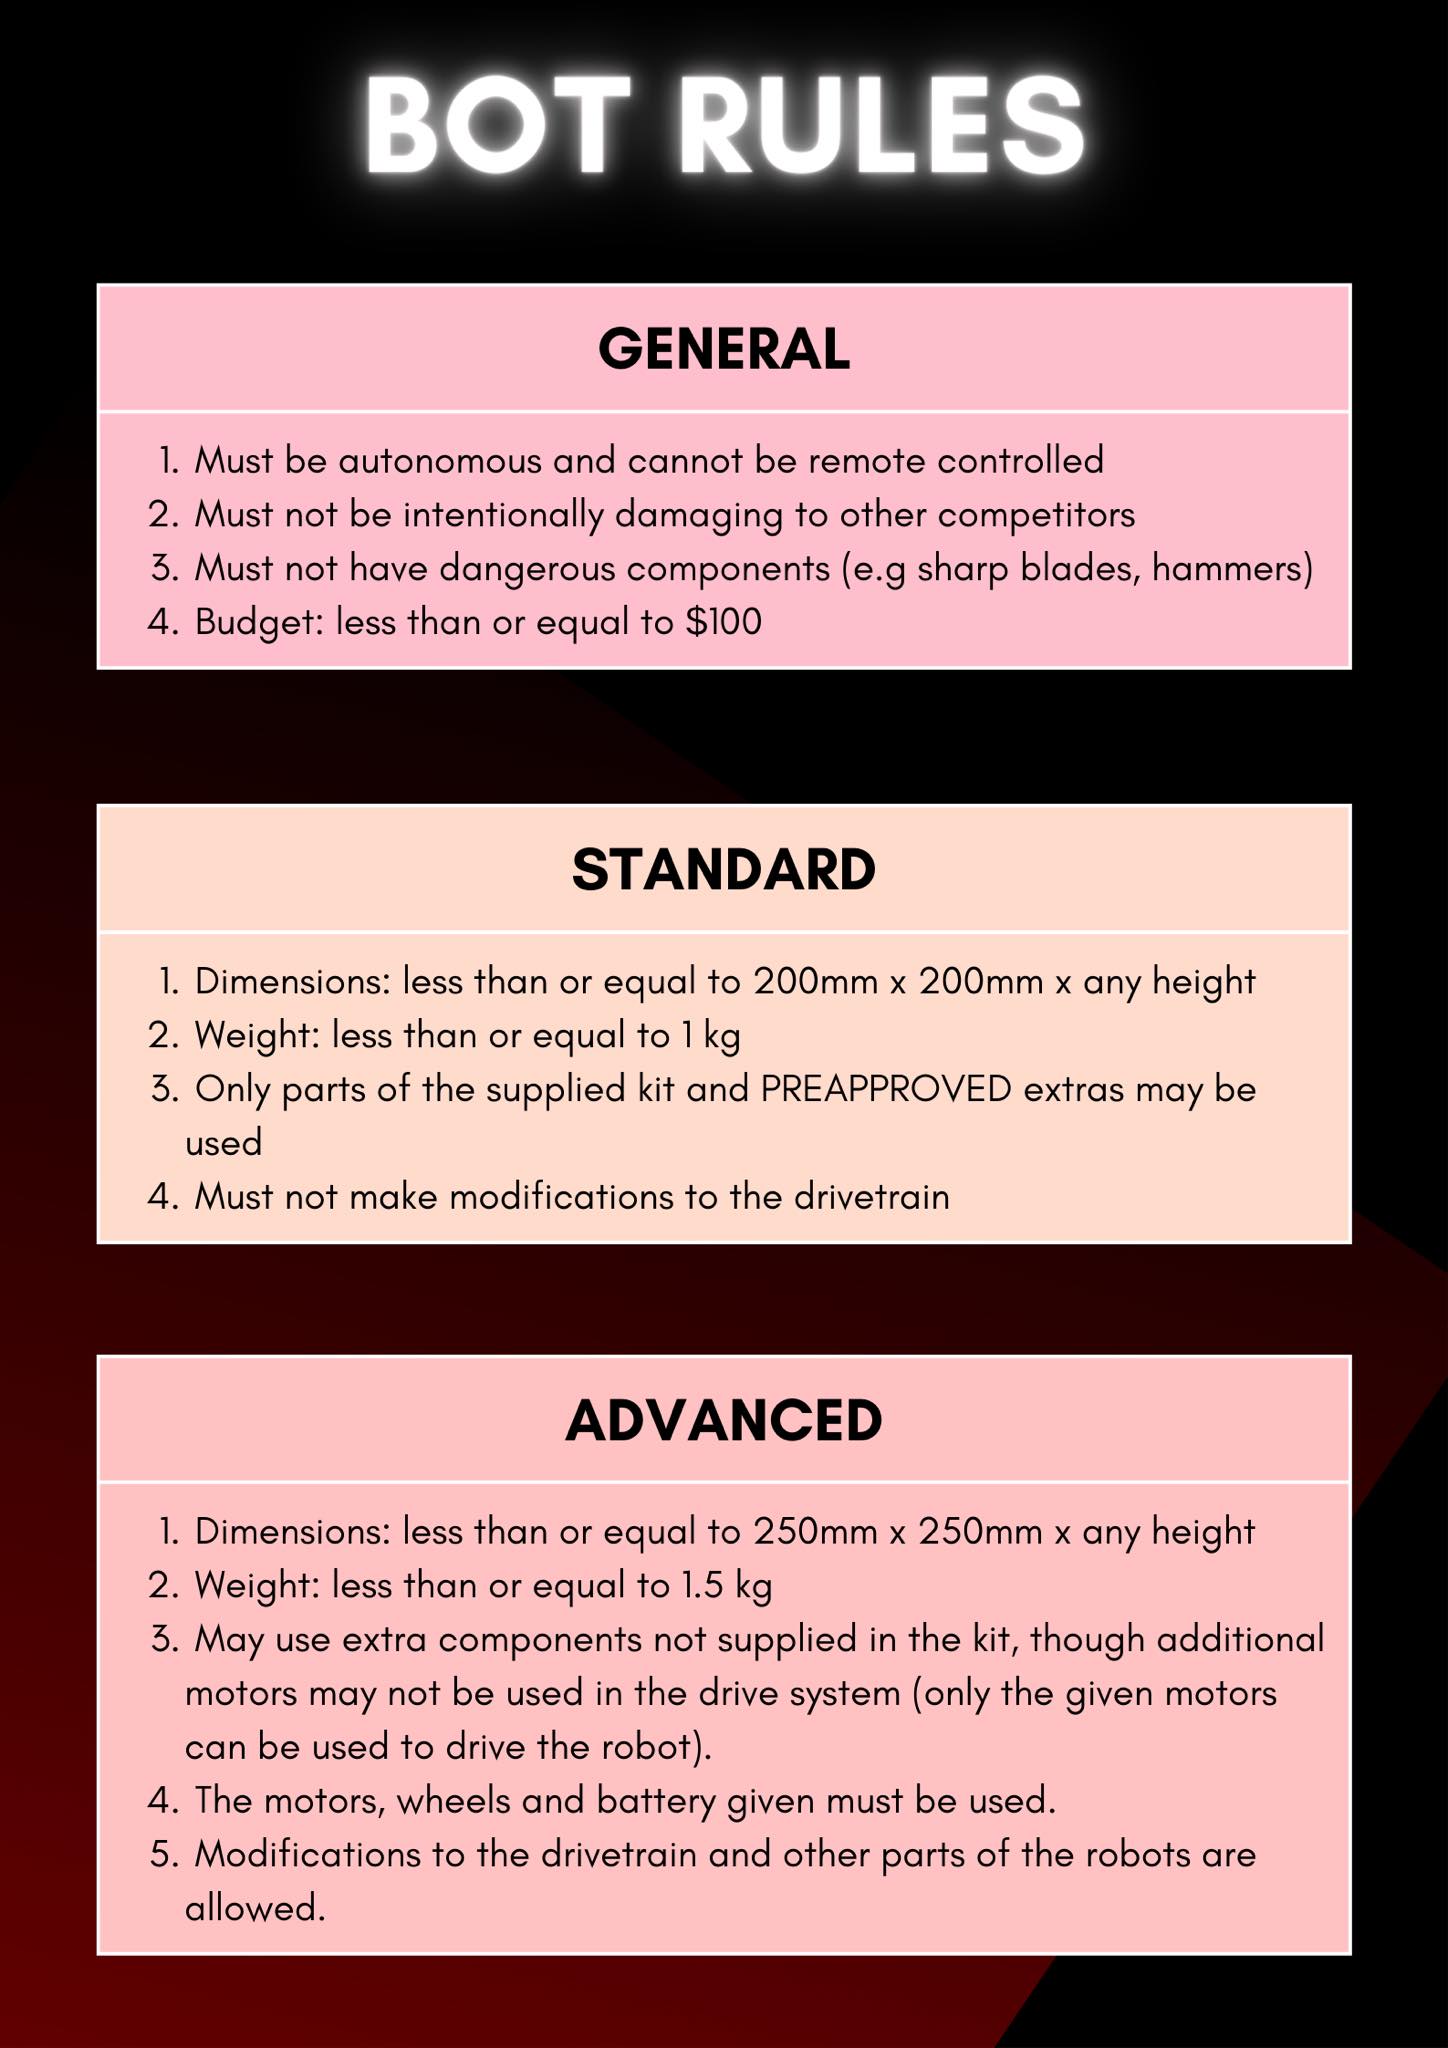 BOT RULES
GENERAL
1. Must be autonomous and cannot be remote controlled
2. Must not be intentionally damaging to other competitors
3. Must not have dangerous components (e.g sharp blades, hammers)
4. Budget: less than or equal to $100
STANDARD
1. Dimensions: less than or equal to 200mm x 200mm x any height
2. Weight: less than or equal to 1 kg
3. Only parts of the supplied kit and PREAPPROVED extras may be
used
4. Must not make modifications to the drivetrain
ADVANCED
1. Dimensions: less than or equal to 250mm x 250mm x any height
2. Weight: less than or equal to 1.5 kg
3. May use extra components not supplied in the kit, though additional
motors may not be used in the drive system (only the given motors
can be used to drive the robot).
4. The motors, wheels and battery given must be used.
5. Modifications to the drivetrain and other parts of the robots are
allowed.